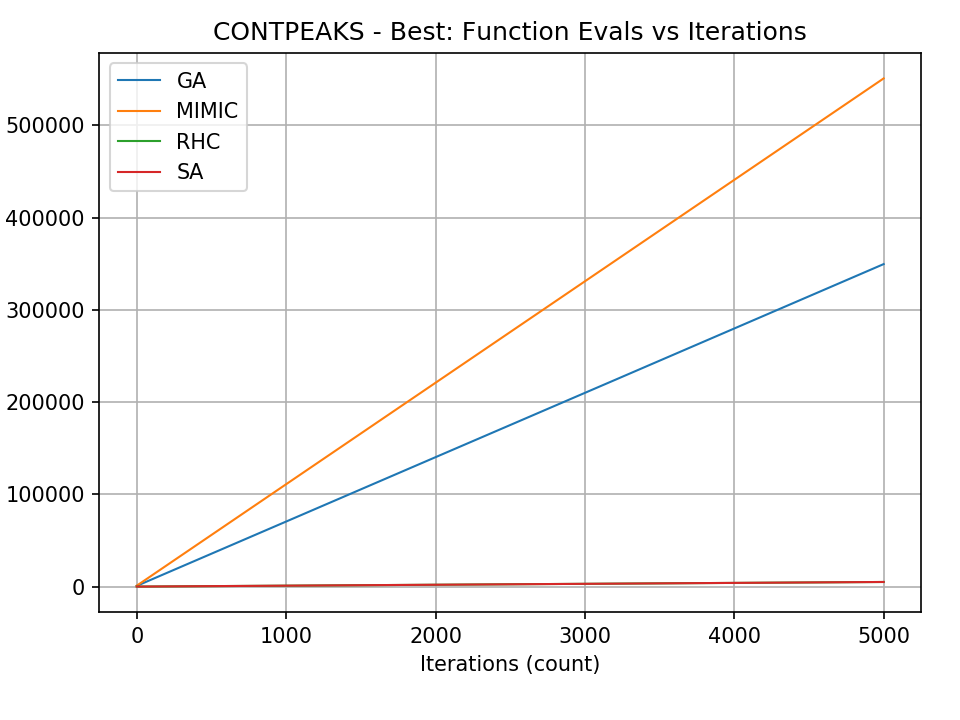 CONTPEAKS - Best: Function Evals vs Iterations
GA
MIMIC
RHC
SA
500000
400000
300000
200000
100000
0
0 1000 2000 3000 4000 5000
Iterations (count)